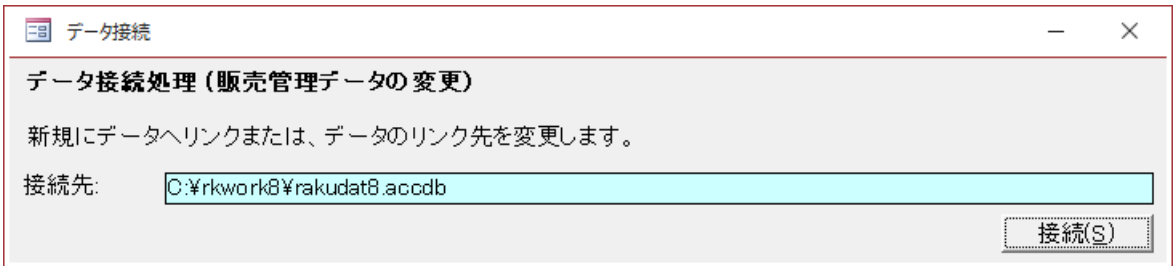 データ接続
データ接続処理(販売管理データの変更)
新規にデータへリンクまたは、データのリンク先を変更します。
接続先: C:¥rkwork8¥rakudat8.accdb
接続(S)